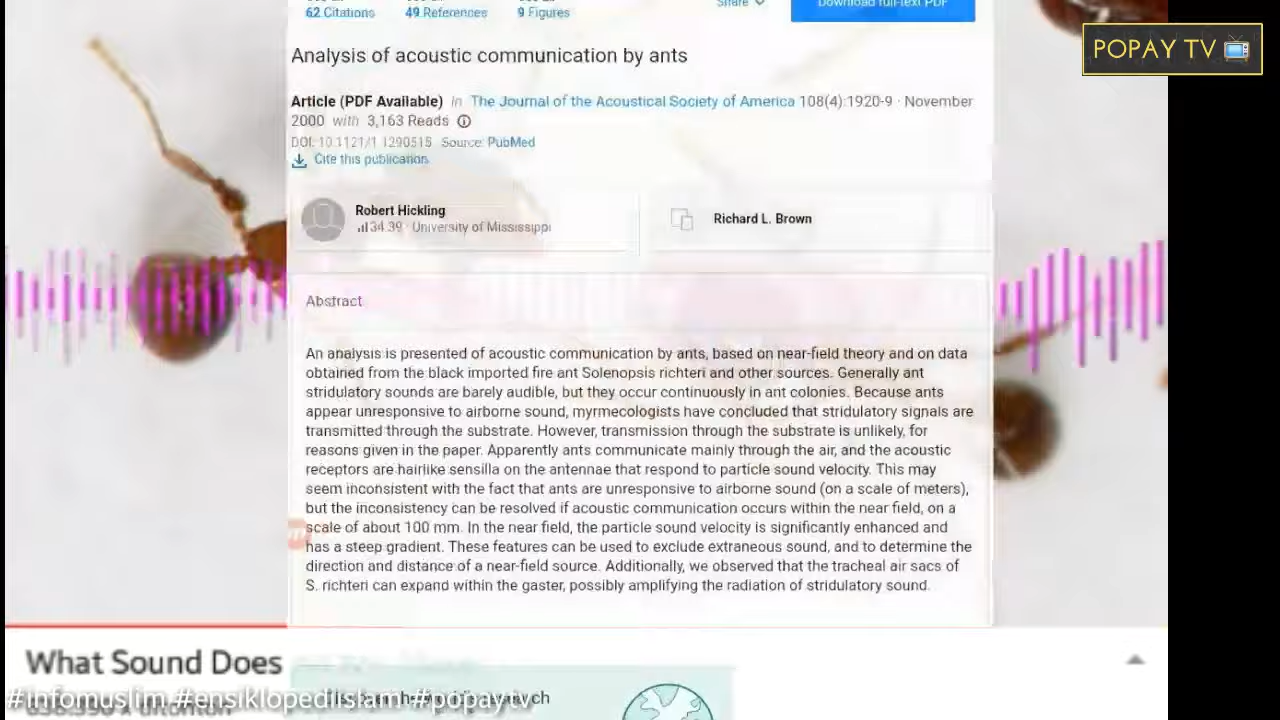 62 Citations 49 References 9 Figures Share Download full-text PDF
POPAY TV
Analysis of acoustic communication by ants
Article (PDF Available) in The Journal of the Acoustical Society of America 108(4):1920-9 · November
2000 with 3,163 Reads
DOI: 10.1121/1.1290515 Source: PubMed
Cite this publication
Robert Hickling
34.39 · University of Mississippi
Richard L. Brown
Abstract
An analysis is presented of acoustic communication by ants, based on near-field theory and on data
obtained from the black imported fire ant Solenopsis richteri and other sources. Generally ant
stridulatory sounds are barely audible, but they occur continuously in ant colonies. Because ants
appear unresponsive to airborne sound, myrmecologists have concluded that stridulatory signals are
transmitted through the substrate. However, transmission through the substrate is unlikely, for
reasons given in the paper. Apparently ants communicate mainly through the air, and the acoustic
receptors are hairlike sensilla on the antennae that respond to particle sound velocity. This may
seem inconsistent with the fact that ants are unresponsive to airborne sound (on a scale of meters),
but the inconsistency can be resolved if acoustic communication occurs within the near field, on a
scale of about 100 mm. In the near field, the particle sound velocity is significantly enhanced and
has a steep gradient. These features can be used to exclude extraneous sound, and to determine the
direction and distance of a near-field source. Additionally, we observed that the tracheal air sacs of
S. richteri can expand within the gaster, possibly amplifying the radiation of stridulatory sound.
What Sound Does
#infomuslim #ensiklopediislam #popaytv